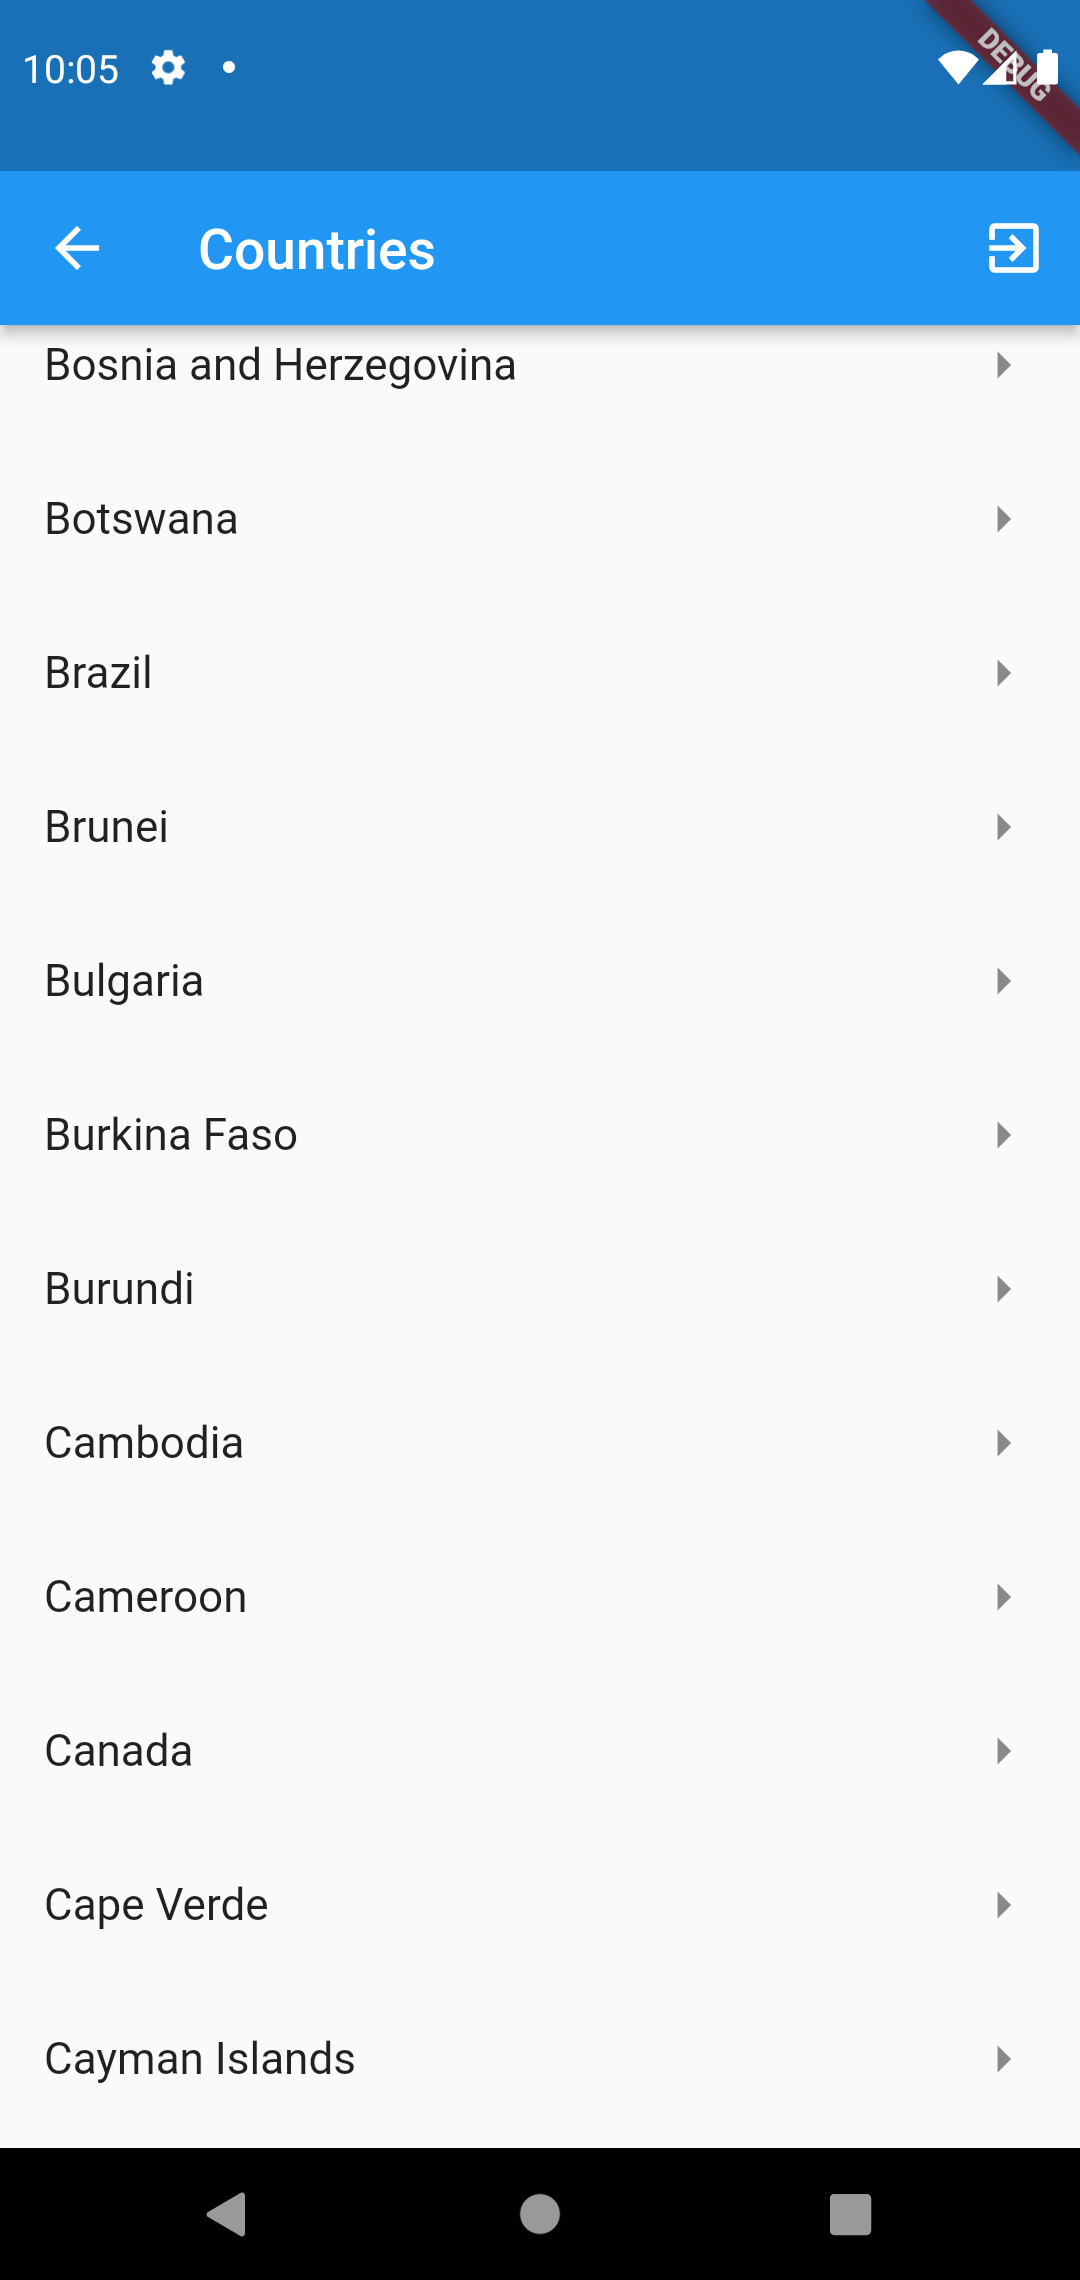 10:05
DEBUG
Countries
Bosnia and Herzegovina
Botswana
Brazil
Brunei
Bulgaria
Burkina Faso
Burundi
Cambodia
Cameroon
Canada
Cape Verde
Cayman Islands